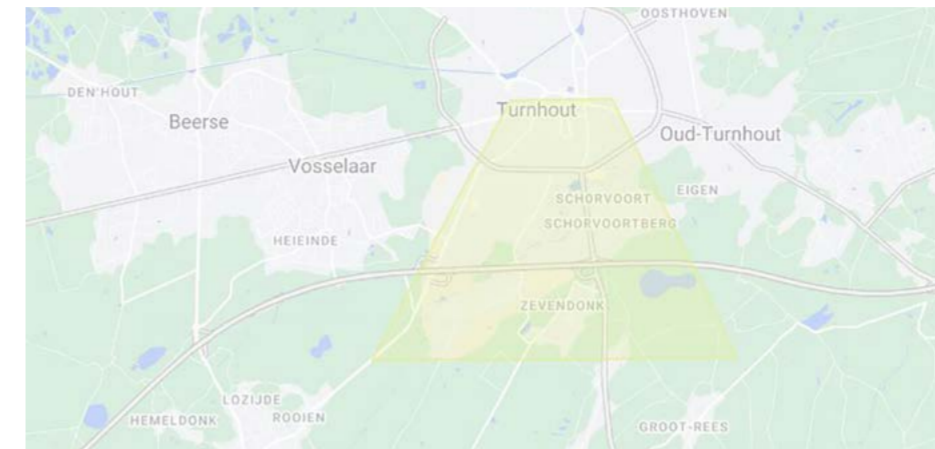 OOSTHOVEN
DEN HOUT
Turnhout
Beerse
Oud-Turnhout
Vosselaar
EIGEN
SCHORVOORT
SCHORVOORTBERG
HEIEINDE
ZEVENDONK
LOZIJDE
HEMELDONK
ROOIEN
GROOT-REES